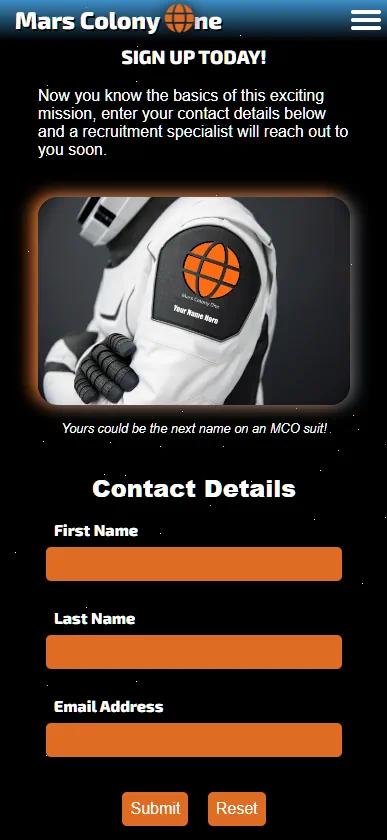 Mars Colony One
SIGN UP TODAY!
Now you know the basics of this exciting
mission, enter your contact details below
and a recruitment specialist will reach out to
you soon.
Mars Colony One
Your Name Here
Yours could be the next name on an MCO suit!
Contact Details
First Name
Last Name
Email Address
Submit
Reset